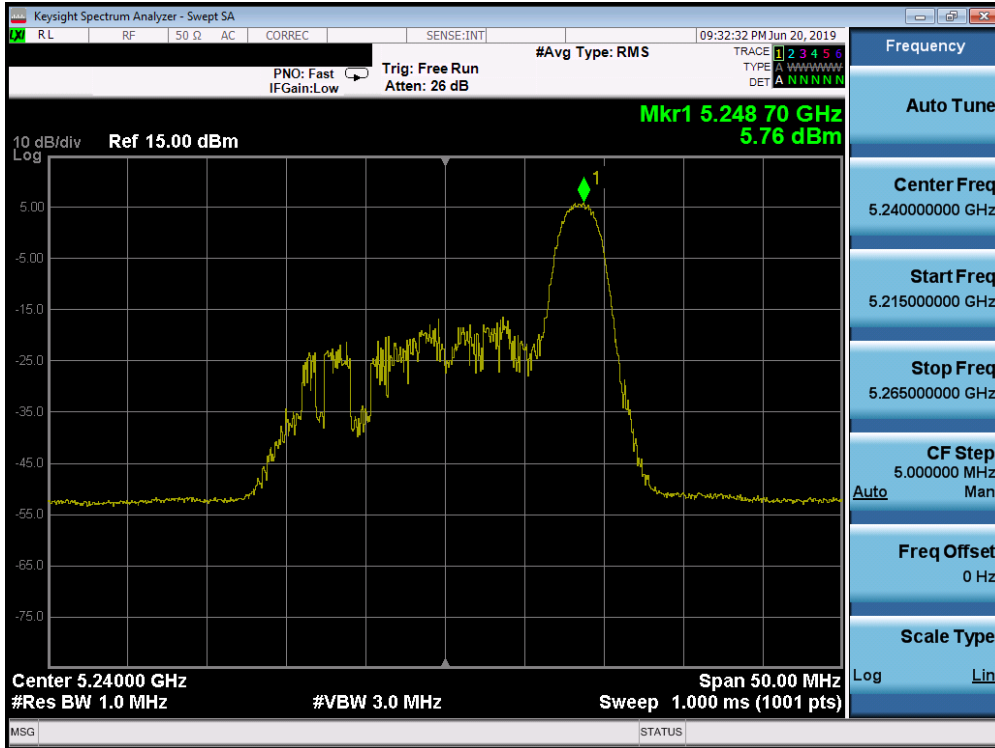 Keysight Spectrum Analyzer - Swept SA
LXI RL RF 50 Ω AC CORREC SENSE:INT 09:32:32 PM Jun 20, 2019
#Avg Type: RMS TRACE 1 2 3 4 5 6
PNO: Fast Trig: Free Run TYPE A WWWWW
IFGain:Low Atten: 26 dB DET A N N N N N
Mkr1 5.248 70 GHz
5.76 dBm
10 dB/div Ref 15.00 dBm
Log
1
5.00
-5.00
-15.0
-25.0
-35.0
-45.0
-55.0
-65.0
-75.0
Center 5.24000 GHz Span 50.00 MHz
#Res BW 1.0 MHz #VBW 3.0 MHz Sweep 1.000 ms (1001 pts)
MSG STATUS
Frequency
Auto Tune
Center Freq
5.240000000 GHz
Start Freq
5.215000000 GHz
Stop Freq
5.265000000 GHz
CF Step
5.000000 MHz
Auto Man
Freq Offset
0 Hz
Scale Type
Log Lin